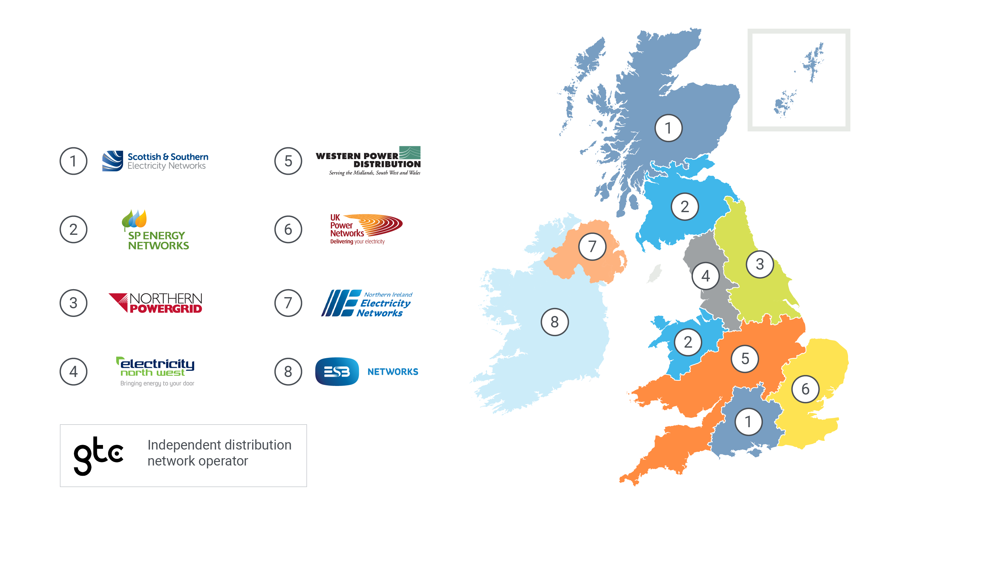 1
Scottish & Southern
Electricity Networks
2
SP ENERGY
NETWORKS
3
NORTHERN
POWERGRID
4
electricity
north west
Bringing energy to your door
5
WESTERN POWER
DISTRIBUTION
Serving the Midlands, South West and Wales
6
UK
Power
Networks
Delivering your electricity
7
NIE
Northern Ireland
Electricity
Networks
8
ESB
NETWORKS
gtc
Independent distribution
network operator
1
2
7
3
4
8
2
5
6
1